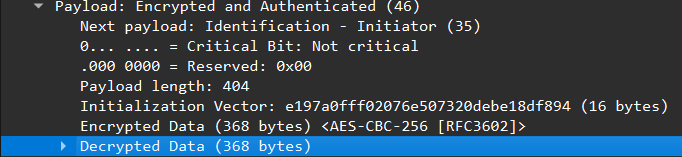 Payload: Encrypted and Authenticated (46)
Next payload: Identification - Initiator (35)
0... .... = Critical Bit: Not critical
.000 0000 = Reserved: 0x00
Payload length: 404
Initialization Vector: e197a0fff02076e507320debe18df894 (16 bytes)
Encrypted Data (368 bytes) <AES-CBC-256 [RFC3602]>
Decrypted Data (368 bytes)